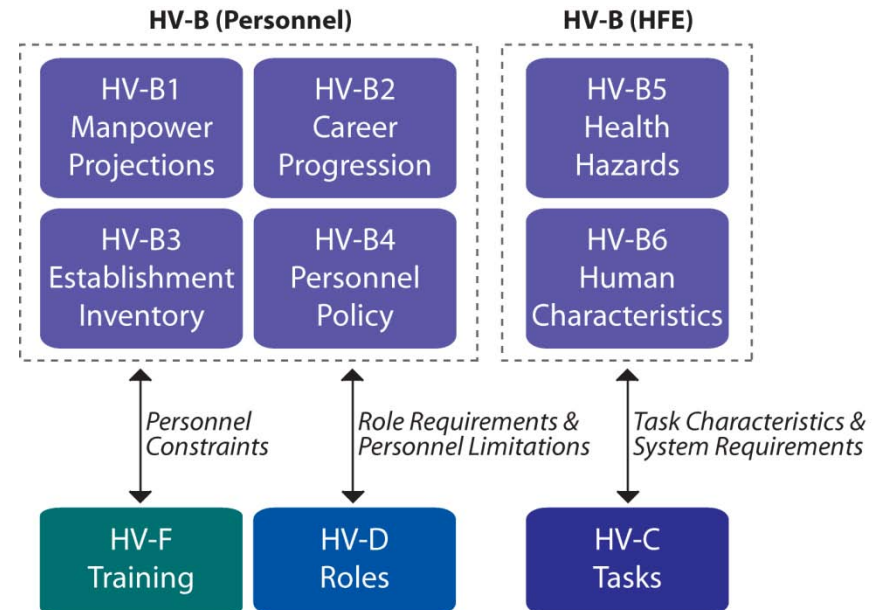 HV-B (Personnel)
HV-B (HFE)
HV-B1
Manpower
Projections
HV-B2
Career
Progression
HV-B5
Health
Hazards
HV-B3
Establishment
Inventory
HV-B4
Personnel
Policy
HV-B6
Human
Characteristics
Personnel
Constraints
Role Requirements &
Personnel Limitations
Task Characteristics &
System Requirements
HV-F
Training
HV-D
Roles
HV-C
Tasks